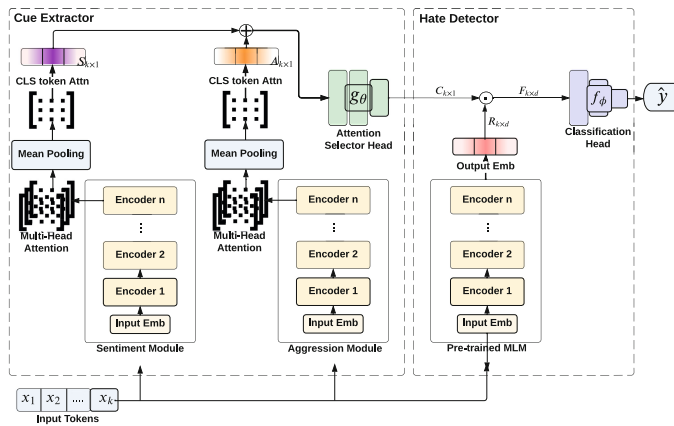 Cue Extractor
Hate Detector
S_{k×1}
A_{k×1}
CLS token Attn
CLS token Attn
g_θ
Attention
Selector Head
C_{k×1}
F_{k×d}
f_ϕ
ŷ
Classification
Head
R_{k×d}
Output Emb
Mean Pooling
Mean Pooling
Multi-Head
Attention
Multi-Head
Attention
Encoder n
...
Encoder 2
Encoder 1
Input Emb
Sentiment Module
Encoder n
...
Encoder 2
Encoder 1
Input Emb
Aggression Module
Encoder n
...
Encoder 2
Encoder 1
Input Emb
Pre-trained MLM
x_1 x_2 .... x_k
Input Tokens